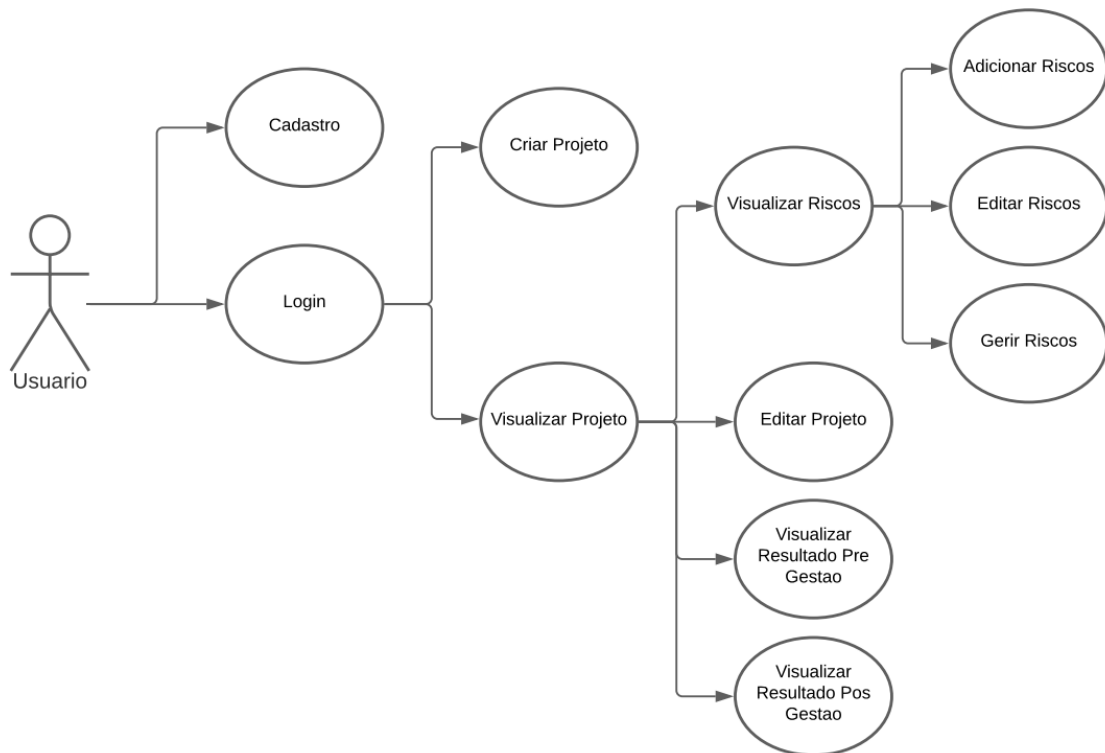 Cadastro
Login
Usuario
Criar Projeto
Visualizar Projeto
Visualizar Riscos
Editar Projeto
Visualizar
Resultado Pre
Gestao
Visualizar
Resultado Pos
Gestao
Adicionar Riscos
Editar Riscos
Gerir Riscos